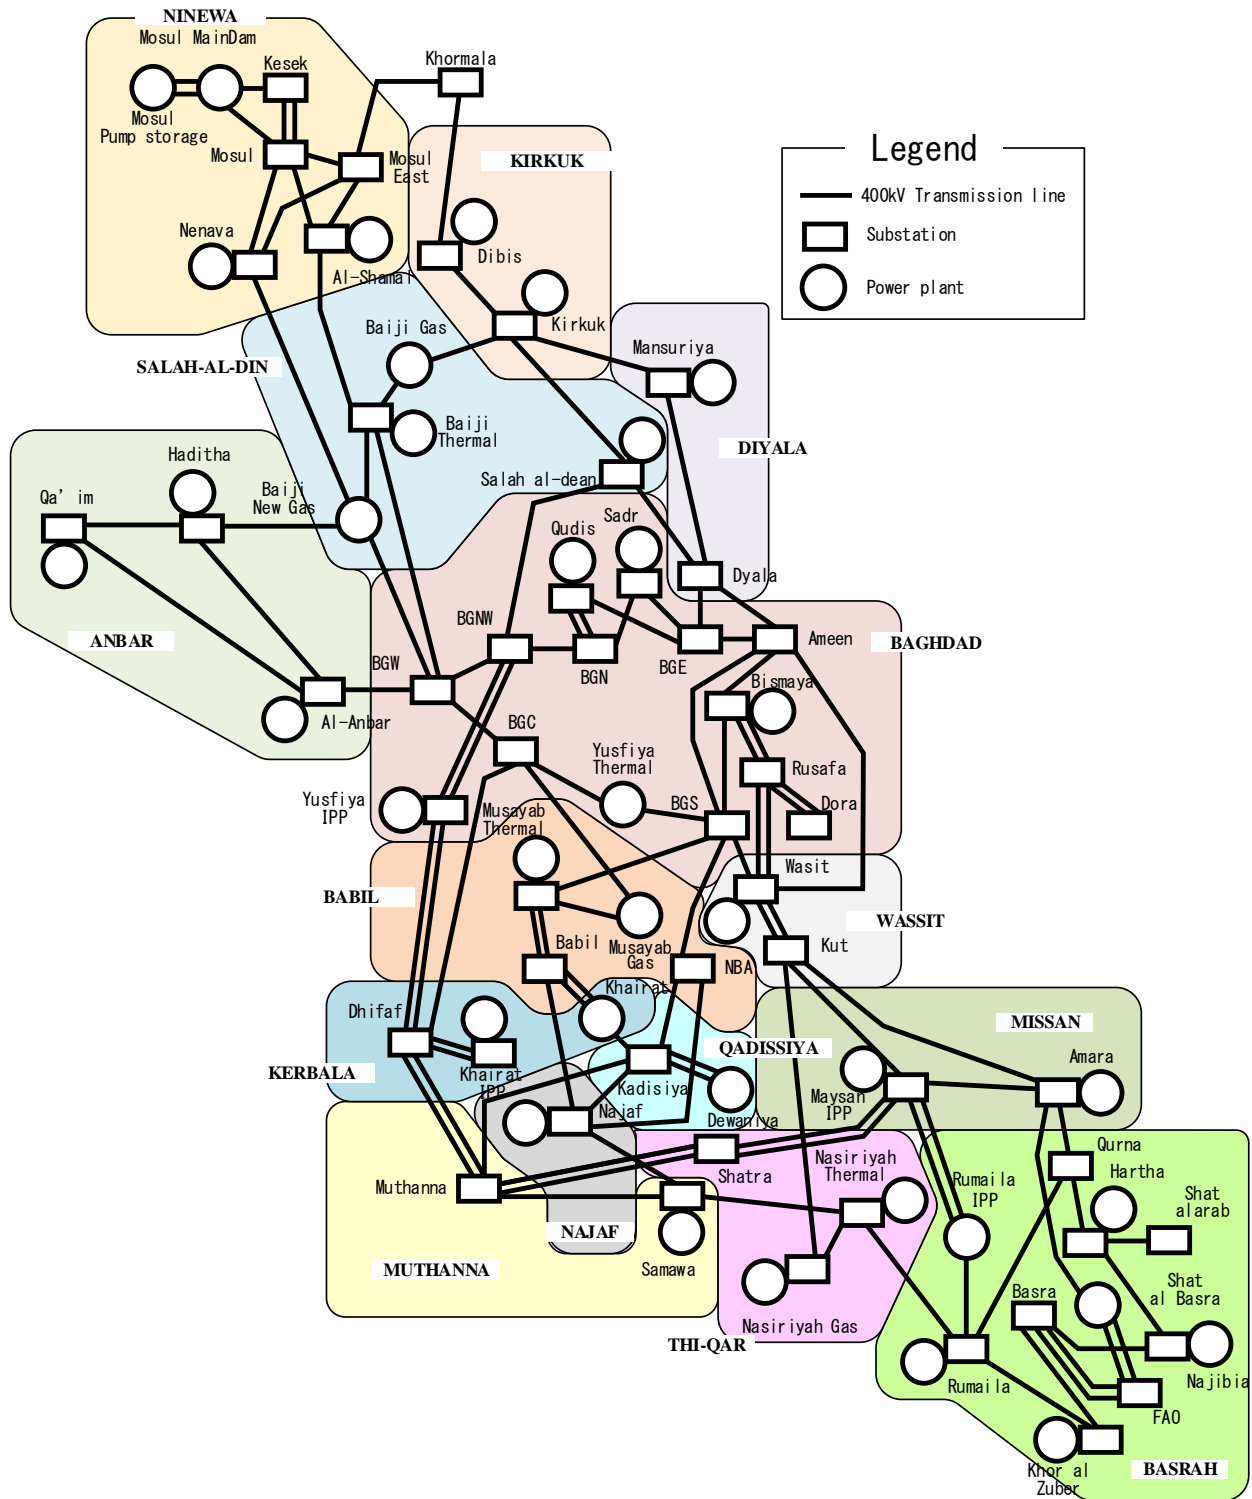 NINEWA
Mosul MainDam
Kesek
Khormala
Mosul
Pump storage
Mosul
Mosul
East
KIRKUK
Legend
400kV Transmission line
Substation
Power plant
Nenava
Al-Shamal
Dibis
Kirkuk
Baiji Gas
Mansuriya
SALAH-AL-DIN
Baiji
Thermal
DIYALA
Haditha
Salah al-dean
Qa' im
Baiji
New Gas
Qudis
Sadr
Dyala
ANBAR
BGNW
BGW
BGN
BGE
Ameen
BAGHDAD
Al-Anbar
Bismaya
BGC
Yusfiya
Thermal
Rusafa
Yusfiya
IPP
Musayab
Thermal
BGS
Dora
Wasit
BABIL
WASSIT
Babil
Musayab
Gas
NBA
Kut
Khairat
Dhifaf
MISSAN
QADISSIYA
Amara
KERBALA
Khairat
IPP
Kadisiya
Maysan
IPP
Najaf
Dewaniya
Qurna
Hartha
Muthanna
Shatra
Nasiriyah
Thermal
Rumaila
IPP
Shat
alarab
NAJAF
MUTHANNA
Samawa
Basra
Shat
al Basra
Nasiriyah Gas
THI-QAR
Rumaila
Najibia
FAO
Khor al
Zuber
BASRAH